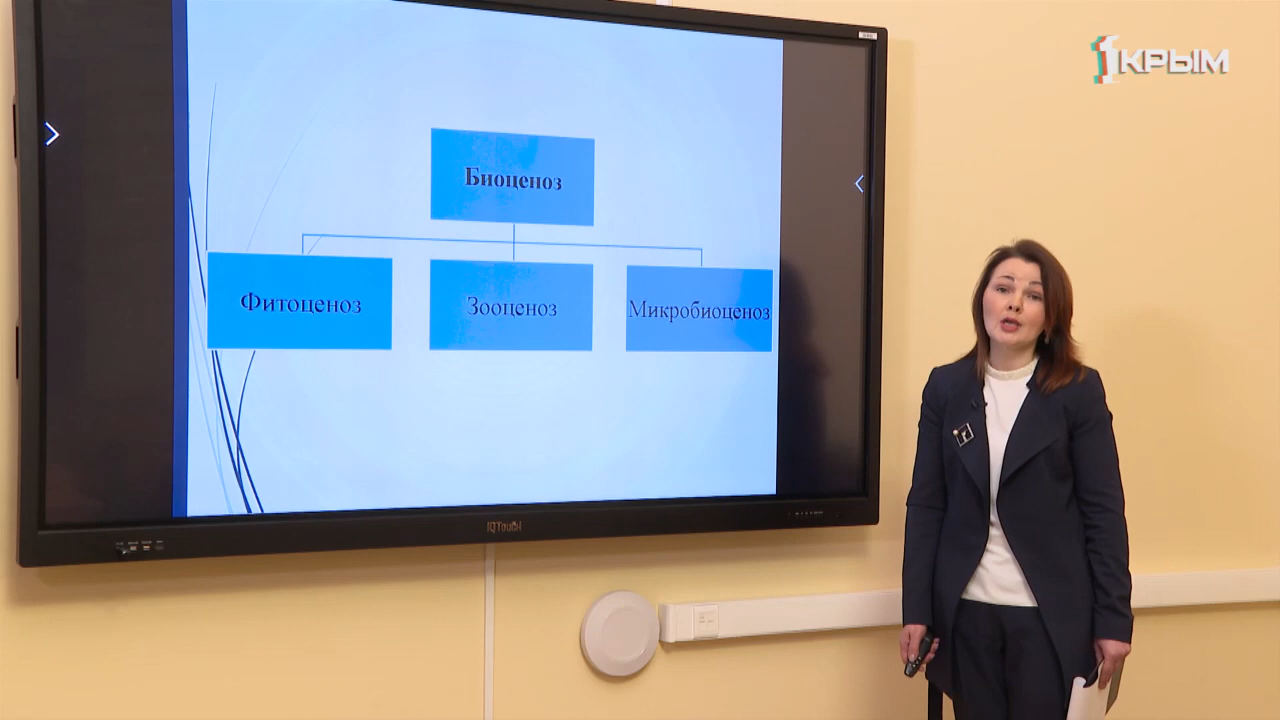 1КРЫМ
Биоценоз
Фитоценоз
Зооценоз
Микробиоценоз
IQTouch